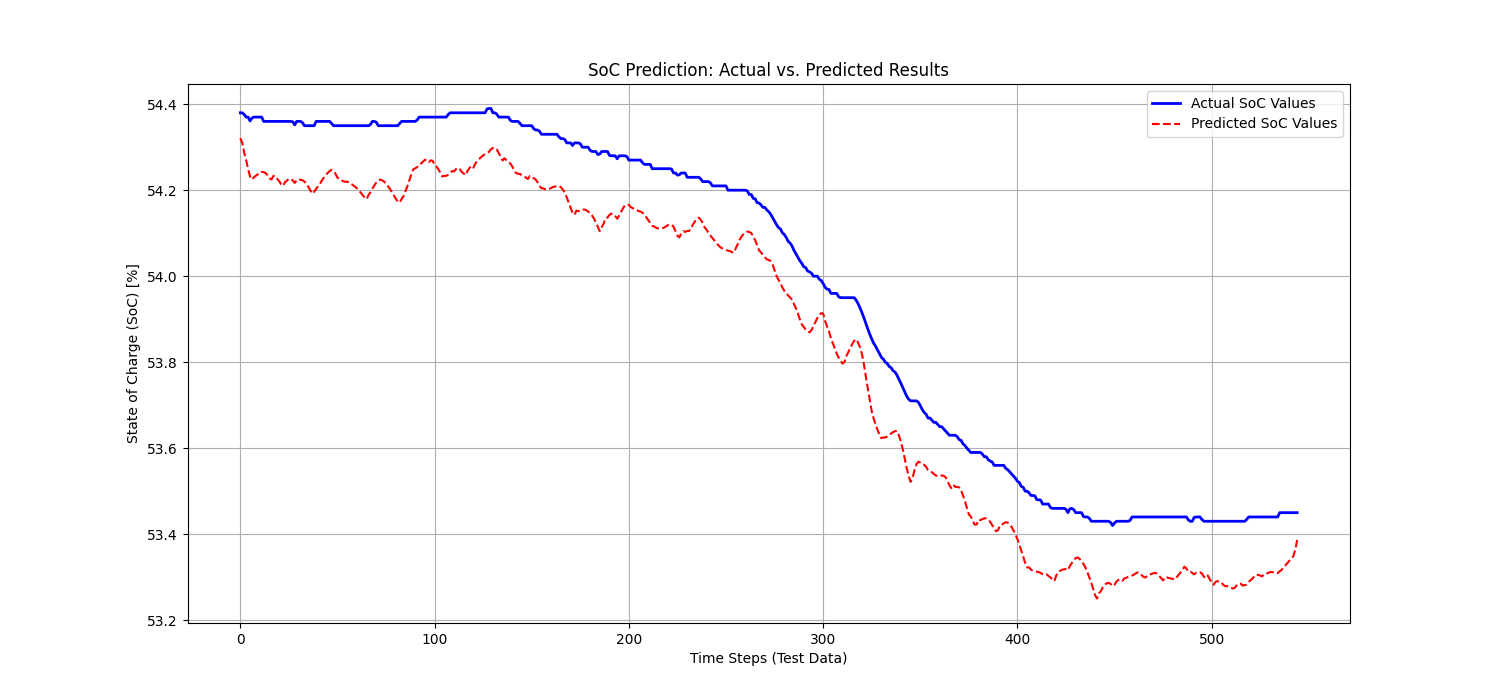 SoC Prediction: Actual vs. Predicted Results
54.4
54.2
54.0
53.8
53.6
53.4
53.2
State of Charge (SoC) [%]
Actual SoC Values
Predicted SoC Values
0
100
200
300
400
500
Time Steps (Test Data)